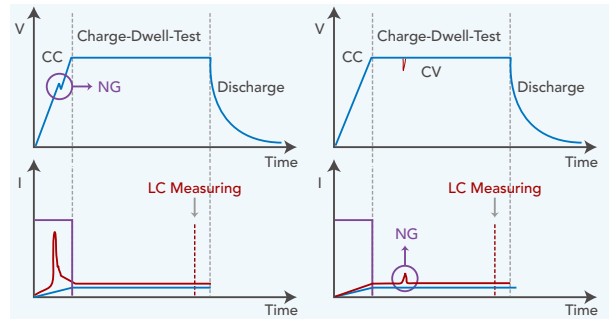 V
Charge-Dwell-Test
CC
NG
Discharge
Time
I
LC Measuring
Time
V
Charge-Dwell-Test
CC
CV
Discharge
Time
I
LC Measuring
NG
Time